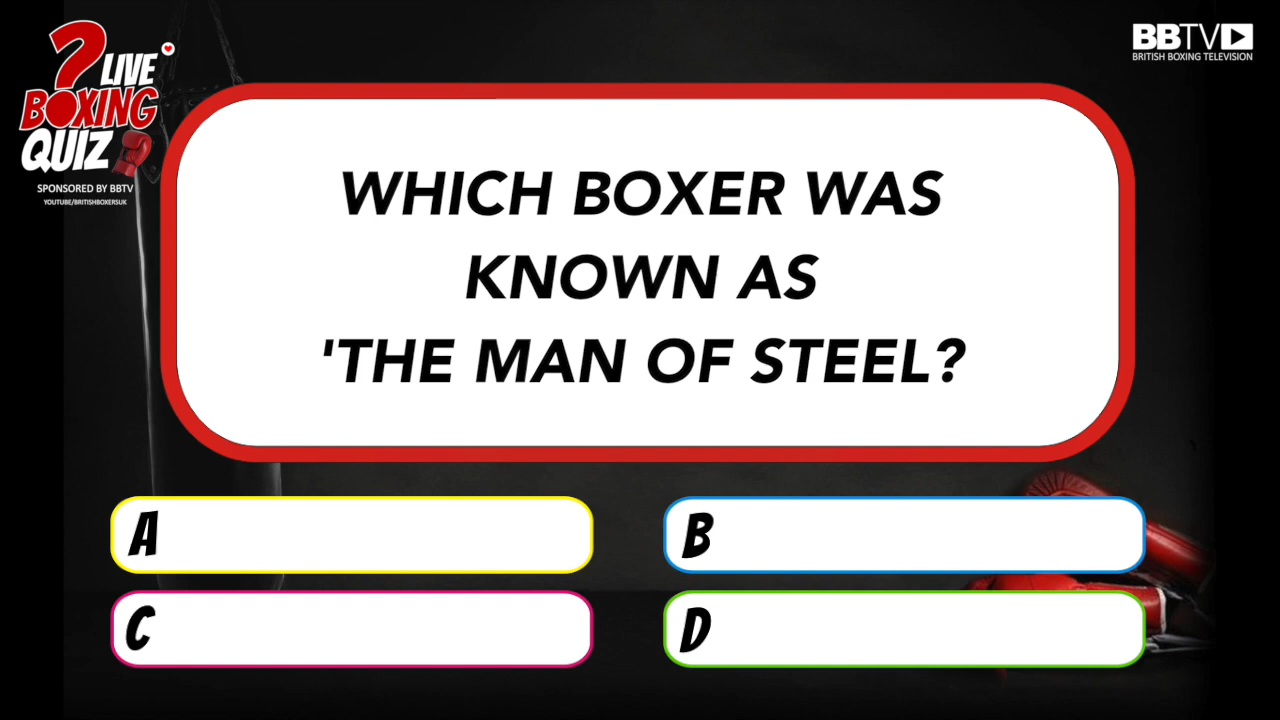 ?
LIVE
BOXING
QUIZ
SPONSORED BY BBTV
YOUTUBE/BRITISHBOXERSUK
BBTV
BRITISH BOXING TELEVISION
WHICH BOXER WAS
KNOWN AS
'THE MAN OF STEEL?
A
B
C
D